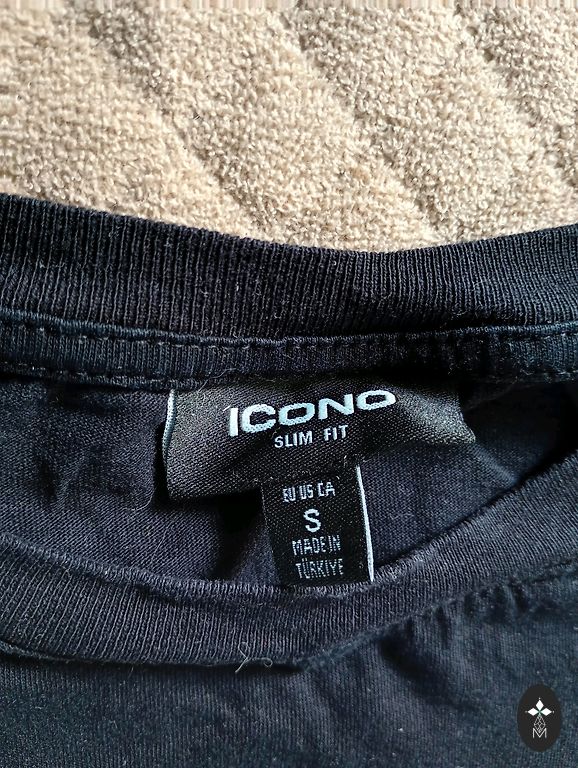 ICONO
SLIM FIT
EU US CA
S
MADE IN
TÜRKIYE
M